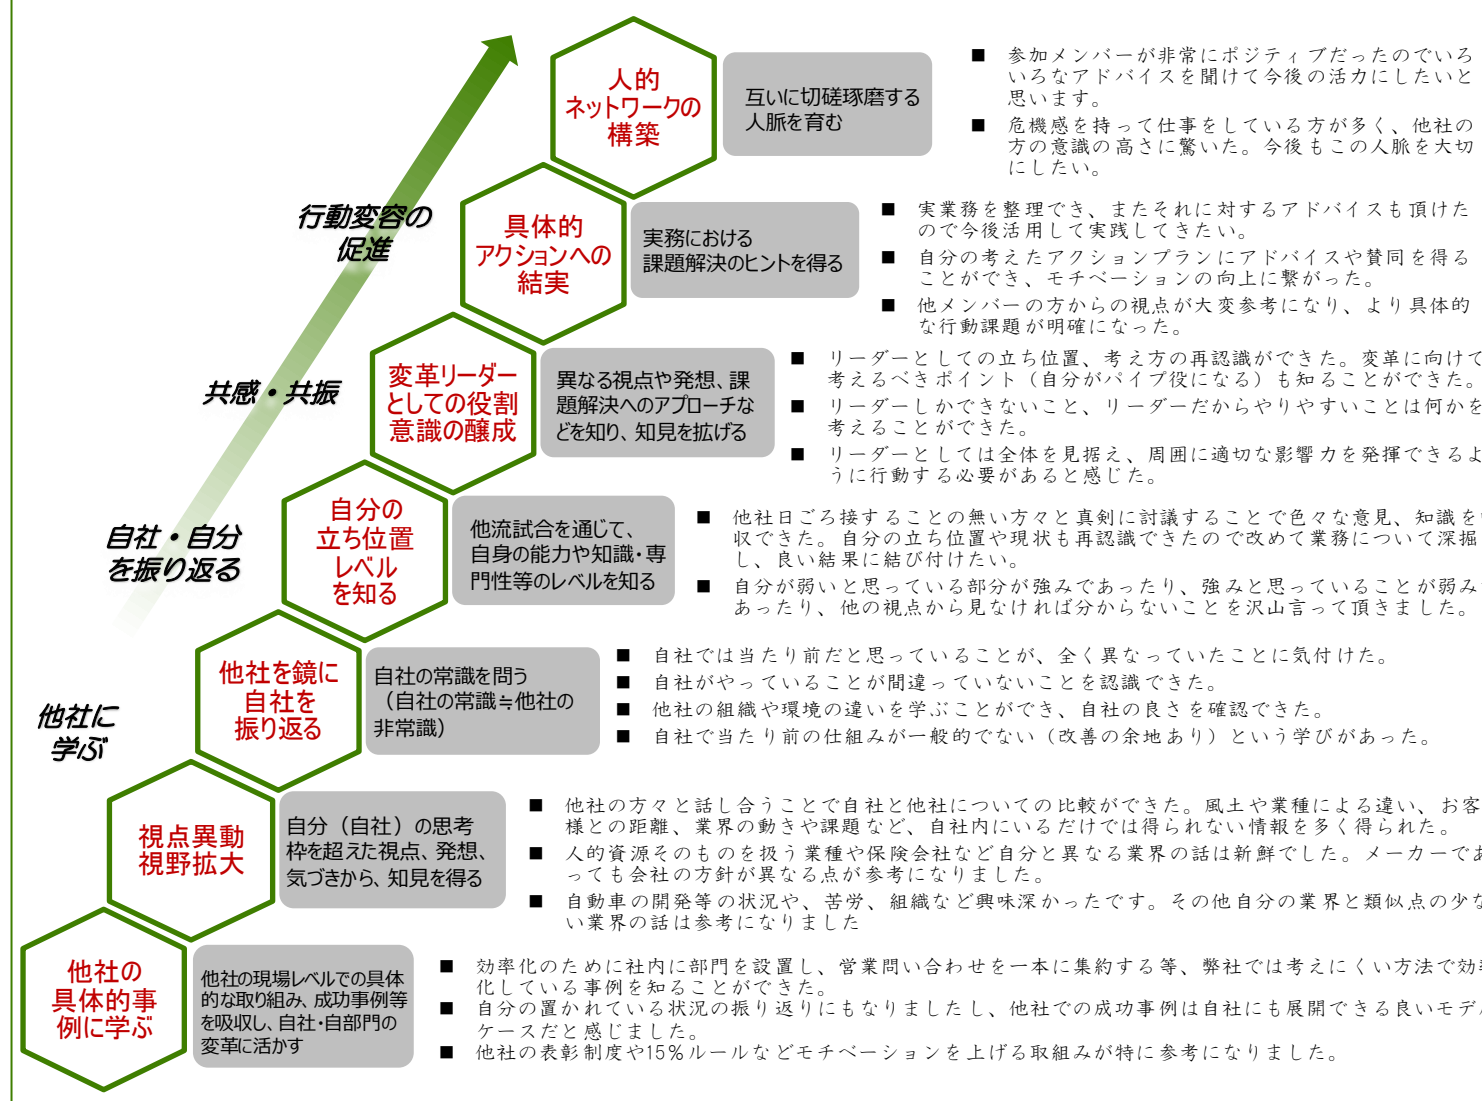 人的
ネットワークの
構築
互いに切磋琢磨する
人脈を育む
■ 参加メンバーが非常にポジティブだったのでいろ
いろなアドバイスを聞けて今後の活力にしたいと
思います。
■ 危機感を持って仕事をしている方が多く、他社の
方の意識の高さに驚いた。今後もこの人脈を大切
にしたい。
行動変容の
促進
具体的
アクションへの
結実
実務における
課題解決のヒントを得る
■ 実業務を整理でき、またそれに対するアドバイスも頂けた
ので今後活用して実践してきたい。
■ 自分の考えたアクションプランにアドバイスや賛同を得る
ことができ、モチベーションの向上に繋がった。
■ 他メンバーの方からの視点が大変参考になり、より具体的
な行動課題が明確になった。
共感・共振
変革リーダー
としての役割
意識の醸成
異なる視点や発想、課
題解決へのアプローチな
どを知り、知見を拡げる
■ リーダーとしての立ち位置、考え方の再認識ができた。変革に向けて
考えるべきポイント（自分がパイプ役になる）も知ることができた。
■ リーダーしかできないこと、リーダーだからやりやすいことは何かを
考えることができた。
■ リーダーとしては全体を見据え、周囲に適切な影響力を発揮できるよ
うに行動する必要があると感じた。
自社・自分
を振り返る
自分の
立ち位置
レベル
を知る
他流試合を通じて、
自身の能力や知識・専
門性等のレベルを知る
■ 他社日ごろ接することの無い方々と真剣に討議することで色々な意見、知識を
収できた。自分の立ち位置や現状も再認識できたので改めて業務について深掘
し、良い結果に結び付けたい。
■ 自分が弱いと思っている部分が強みであったり、強みと思っていることが弱み
あったり、他の視点から見なければ分からないことを沢山言って頂きました。
他社に
学ぶ
他社を鏡に
自社を
振り返る
自社の常識を問う
（自社の常識≒他社の
非常識）
■ 自社では当たり前だと思っていることが、全く異なっていたことに気付けた。
■ 自社がやっていることが間違っていないことを認識できた。
■ 他社の組織や環境の違いを学ぶことができ、自社の良さを確認できた。
■ 自社で当たり前の仕組みが一般的でない（改善の余地あり）という学びがあった。
視点異動
視野拡大
自分（自社）の思考
枠を超えた視点、発想、
気づきから、知見を得る
■ 他社の方々と話し合うことで自社と他社についての比較ができた。風土や業種による違い、お客
様との距離、業界の動きや課題など、自社内にいるだけでは得られない情報を多く得られた。
■ 人的資源そのものを扱う業種や保険会社など自分と異なる業界の話は新鮮でした。メーカーであ
っても会社の方針が異なる点が参考になりました。
■ 自動車の開発等の状況や、苦労、組織など興味深かったです。その他自分の業界と類似点の少な
い業界の話は参考になりました
他社の
具体的事
例に学ぶ
他社の現場レベルでの具体
的な取り組み、成功事例等
を吸収し、自社・自部門の
変革に活かす
■ 効率化のために社内に部門を設置し、営業問い合わせを一本に集約する等、弊社では考えにくい方法で効率
化している事例を知ることができた。
■ 自分の置かれている状況の振り返りにもなりましたし、他社での成功事例は自社にも展開できる良いモデル
ケースだと感じました。
■ 他社の表彰制度や15%ルールなどモチベーションを上げる取組みが特に参考になりました。